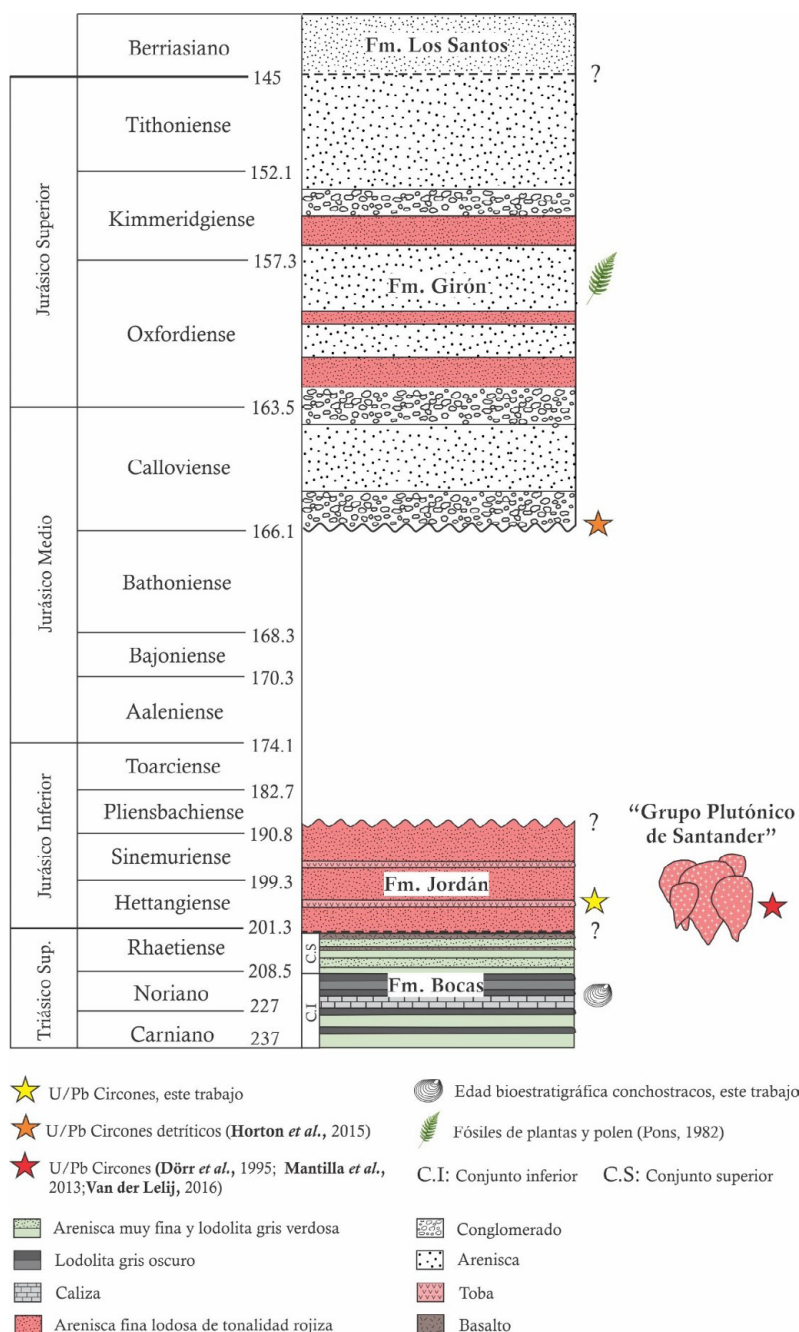 Berriasiano
Fm. Los Santos
145
?
Tithoniense
152.1
Kimmeridgiense
157.3
Jurásico Superior
Fm. Girón
Oxfordiense
163.5
Calloviense
166.1
Jurásico Medio
Bathoniense
168.3
Bajoniense
170.3
Aaleniense
174.1
Toarciense
182.7
Jurásico Inferior
Pliensbachiense
?
"Grupo Plutónico
de Santander"
190.8
Sinemuriense
199.3
Fm. Jordán
Hettangiense
201.3
?
Triásico Sup.
Rhaetiense
C.S
208.5
Noriano
Fm. Bocas
227
C.I
Carniano
237
U/Pb Circones, este trabajo
Edad bioestratigráfica conchostracos, este trabajo
U/Pb Circones detríticos (Horton et al., 2015)
Fósiles de plantas y polen (Pons, 1982)
U/Pb Circones (Dörr et al., 1995; Mantilla et al.,
2013;Van der Lelij, 2016)
C.I: Conjunto inferior
C.S: Conjunto superior
Arenisca muy fina y lodolita gris verdosa
Conglomerado
Lodolita gris oscuro
Arenisca
Caliza
Toba
Arenisca fina lodosa de tonalidad rojiza
Basalto